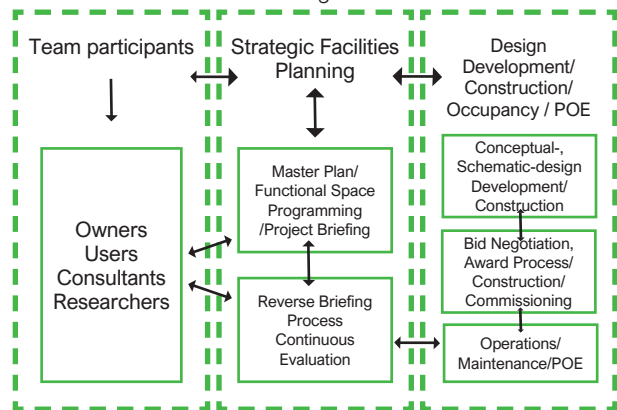 Team participants
Owners
Users
Consultants
Researchers
Strategic Facilities
Planning
Master Plan/
Functional Space
Programming
/Project Briefing
Reverse Briefing
Process
Continuous
Evaluation
Design
Development/
Construction/
Occupancy / POE
Conceptual-,
Schematic-design
Development/
Construction
Bid Negotiation,
Award Process/
Construction/
Commissioning
Operations/
Maintenance/POE